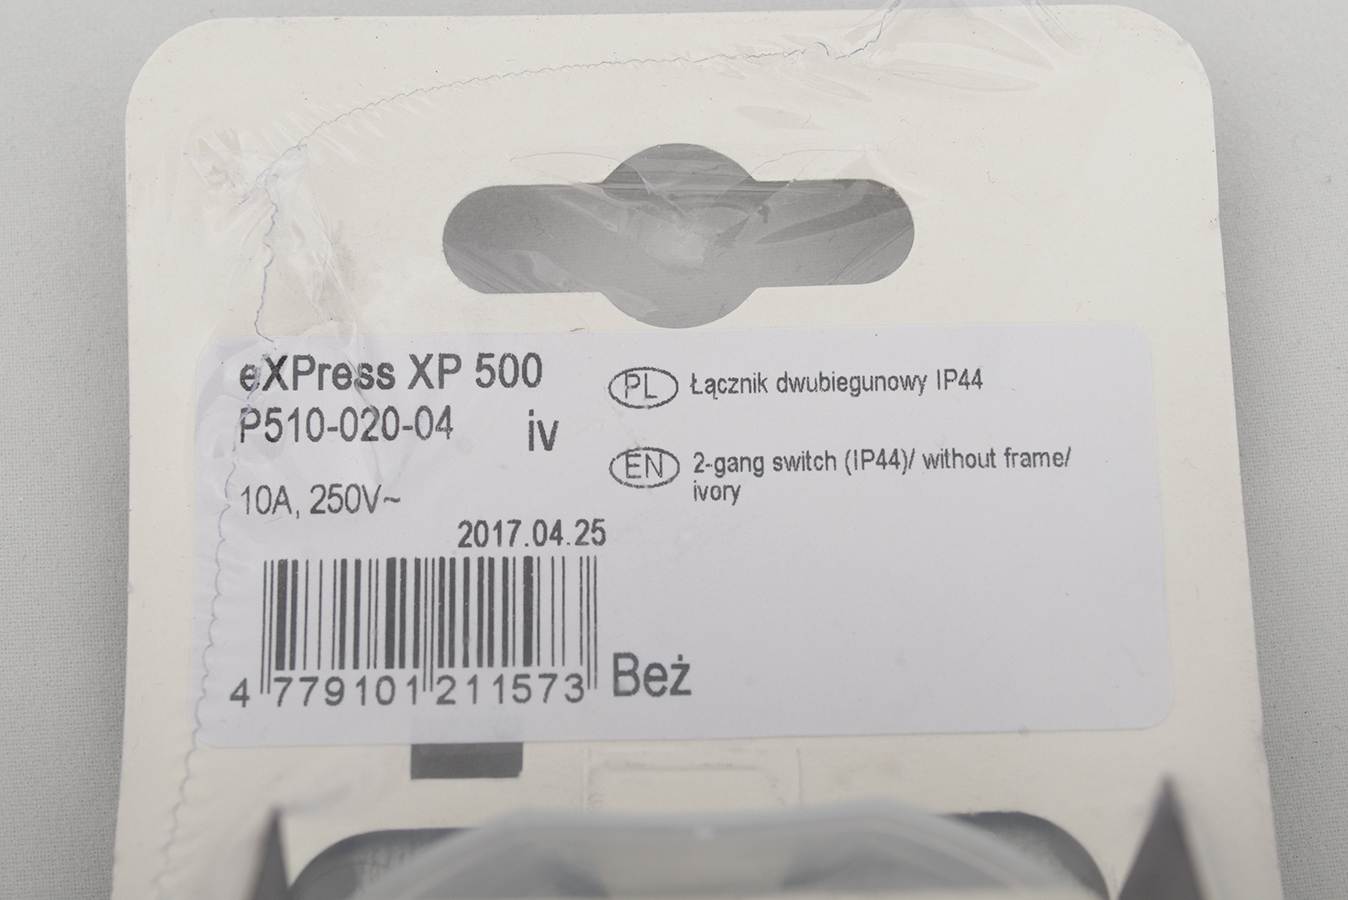 eXPress XP 500
P510-020-04 iv
10A, 250V~
2017.04.25
4 779101 211573
Beż
PL Łącznik dwubiegunowy IP44
EN 2-gang switch (IP44)/ without frame/
ivory